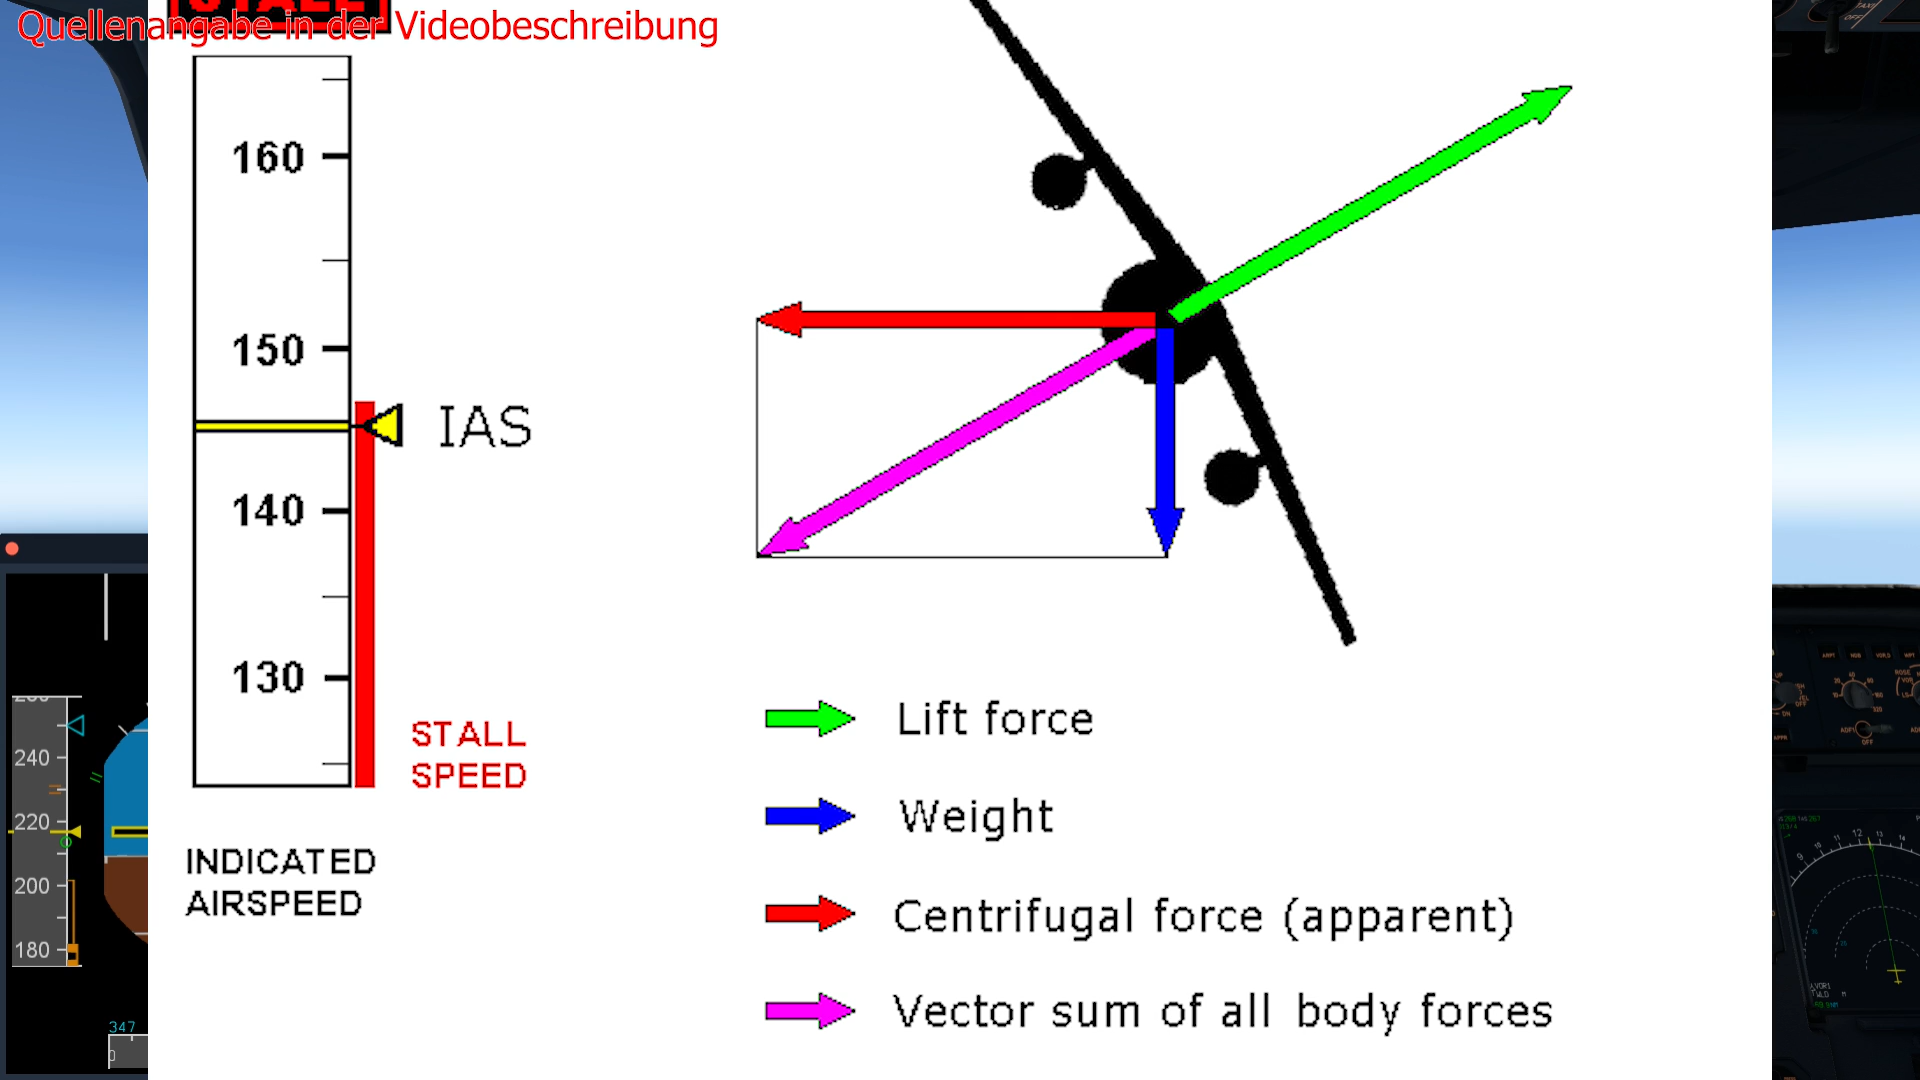 STALL
Quellenangabe in der Videobeschreibung
160
150
IAS
140
130
STALL
SPEED
INDICATED
AIRSPEED
Lift force
Weight
Centrifugal force (apparent)
Vector sum of all body forces
240
220
200
180
347